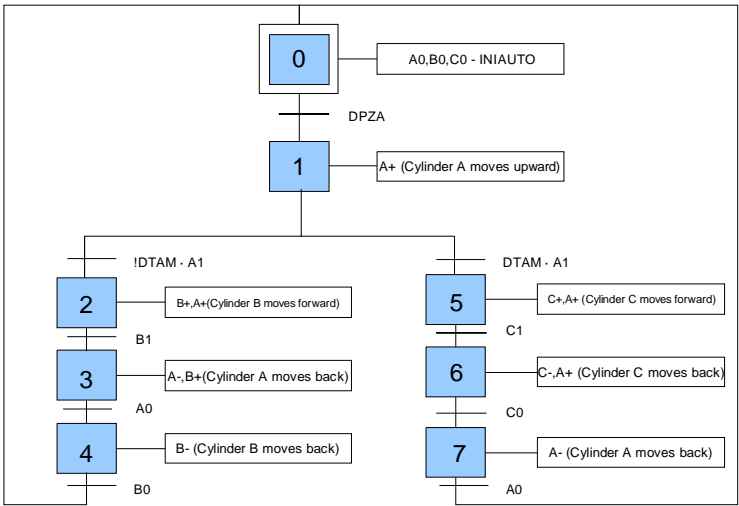 0
A0,B0,C0 - INIAUTO
DPZA
1
A+ (Cylinder A moves upward)
!DTAM · A1
DTAM · A1
2
B+,A+(Cylinder B moves forward)
5
C+,A+ (Cylinder C moves forward)
B1
C1
3
A-,B+(Cylinder A moves back)
6
C-,A+ (Cylinder C moves back)
A0
C0
4
B- (Cylinder B moves back)
7
A- (Cylinder A moves back)
B0
A0